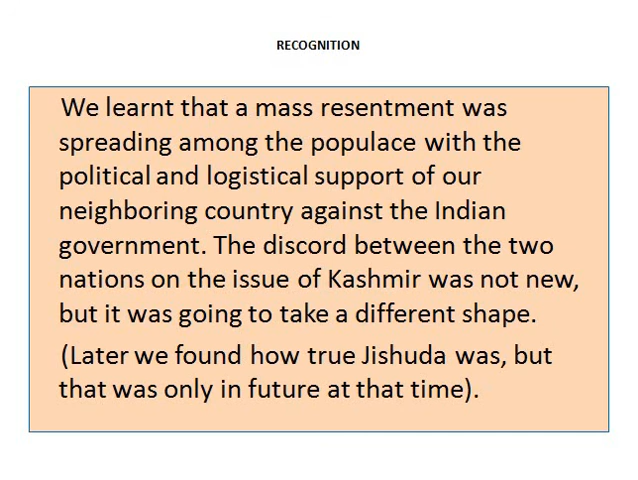 RECOGNITION
We learnt that a mass resentment was
spreading among the populace with the
political and logistical support of our
neighboring country against the Indian
government. The discord between the two
nations on the issue of Kashmir was not new,
but it was going to take a different shape.
(Later we found how true Jishuda was, but
that was only in future at that time).